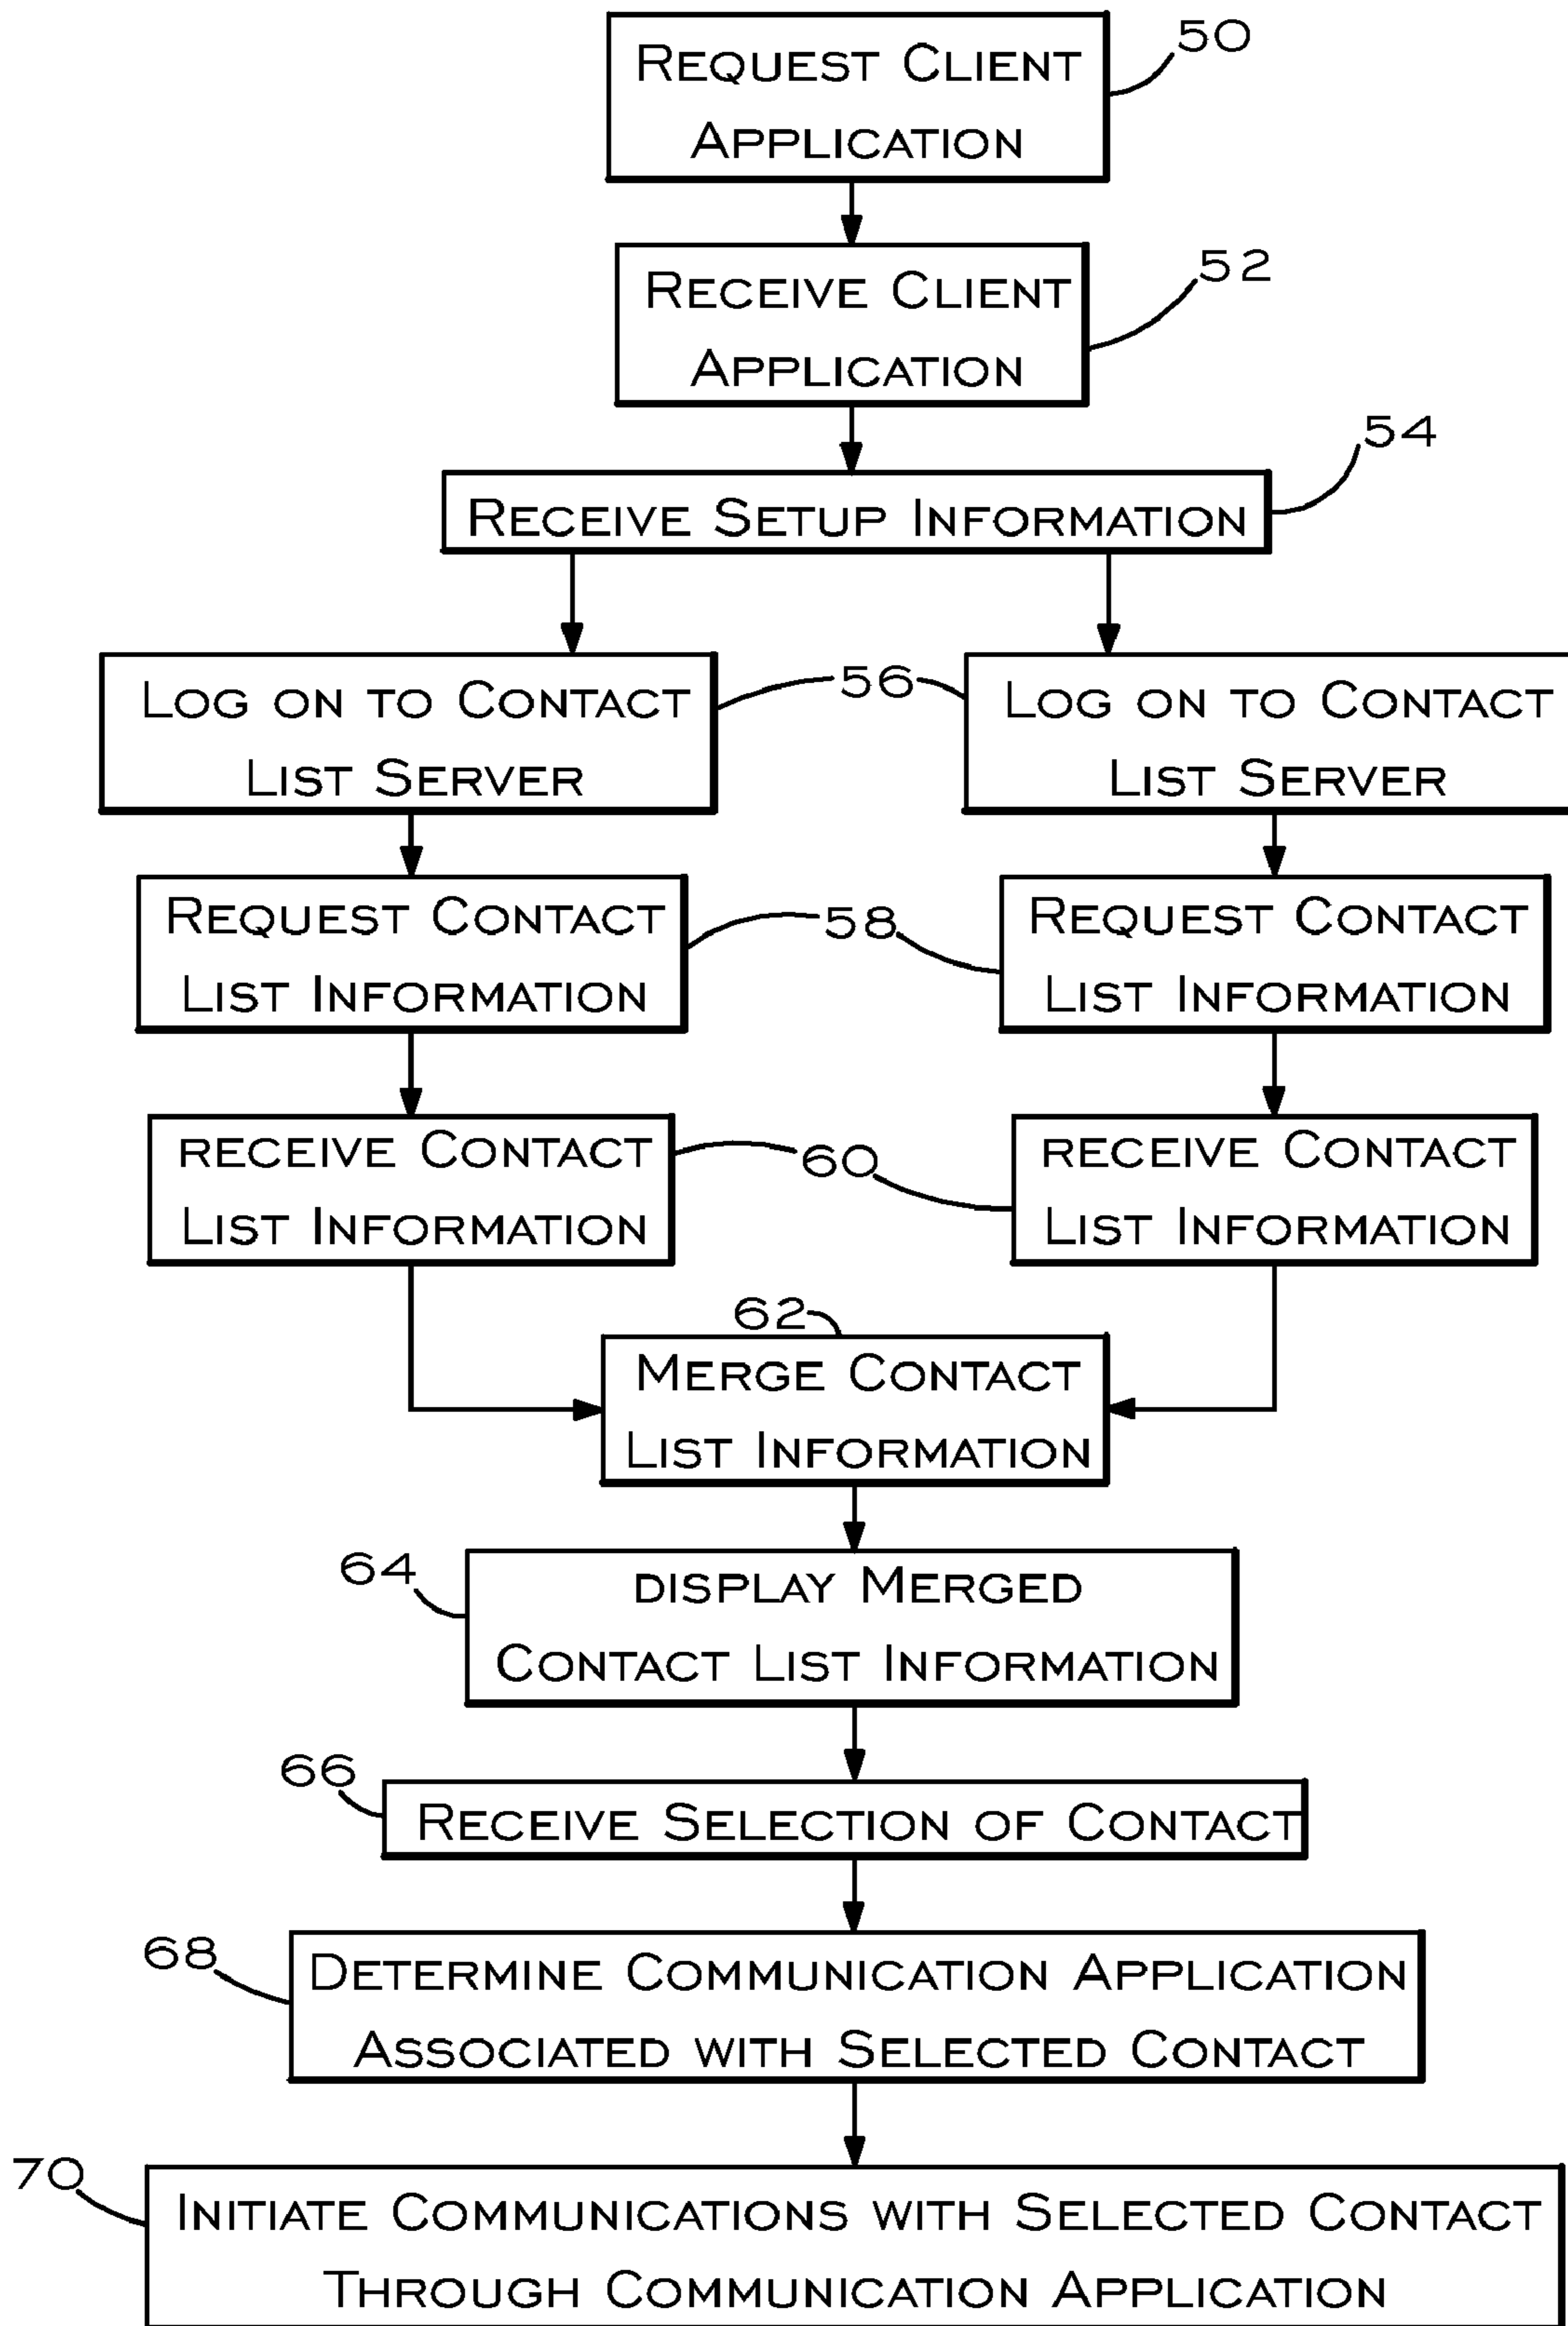 Request Client
Application
50
Receive Client
Application
52
Receive Setup Information
54
Log on to Contact
List Server
56
Log on to Contact
List Server
Request Contact
List Information
58
Request Contact
List Information
receive Contact
List Information
60
receive Contact
List Information
62
Merge Contact
List Information
64
display Merged
Contact List Information
66
Receive Selection of Contact
68
Determine Communication Application
Associated with Selected Contact
70
Initiate Communications with Selected Contact
Through Communication Application